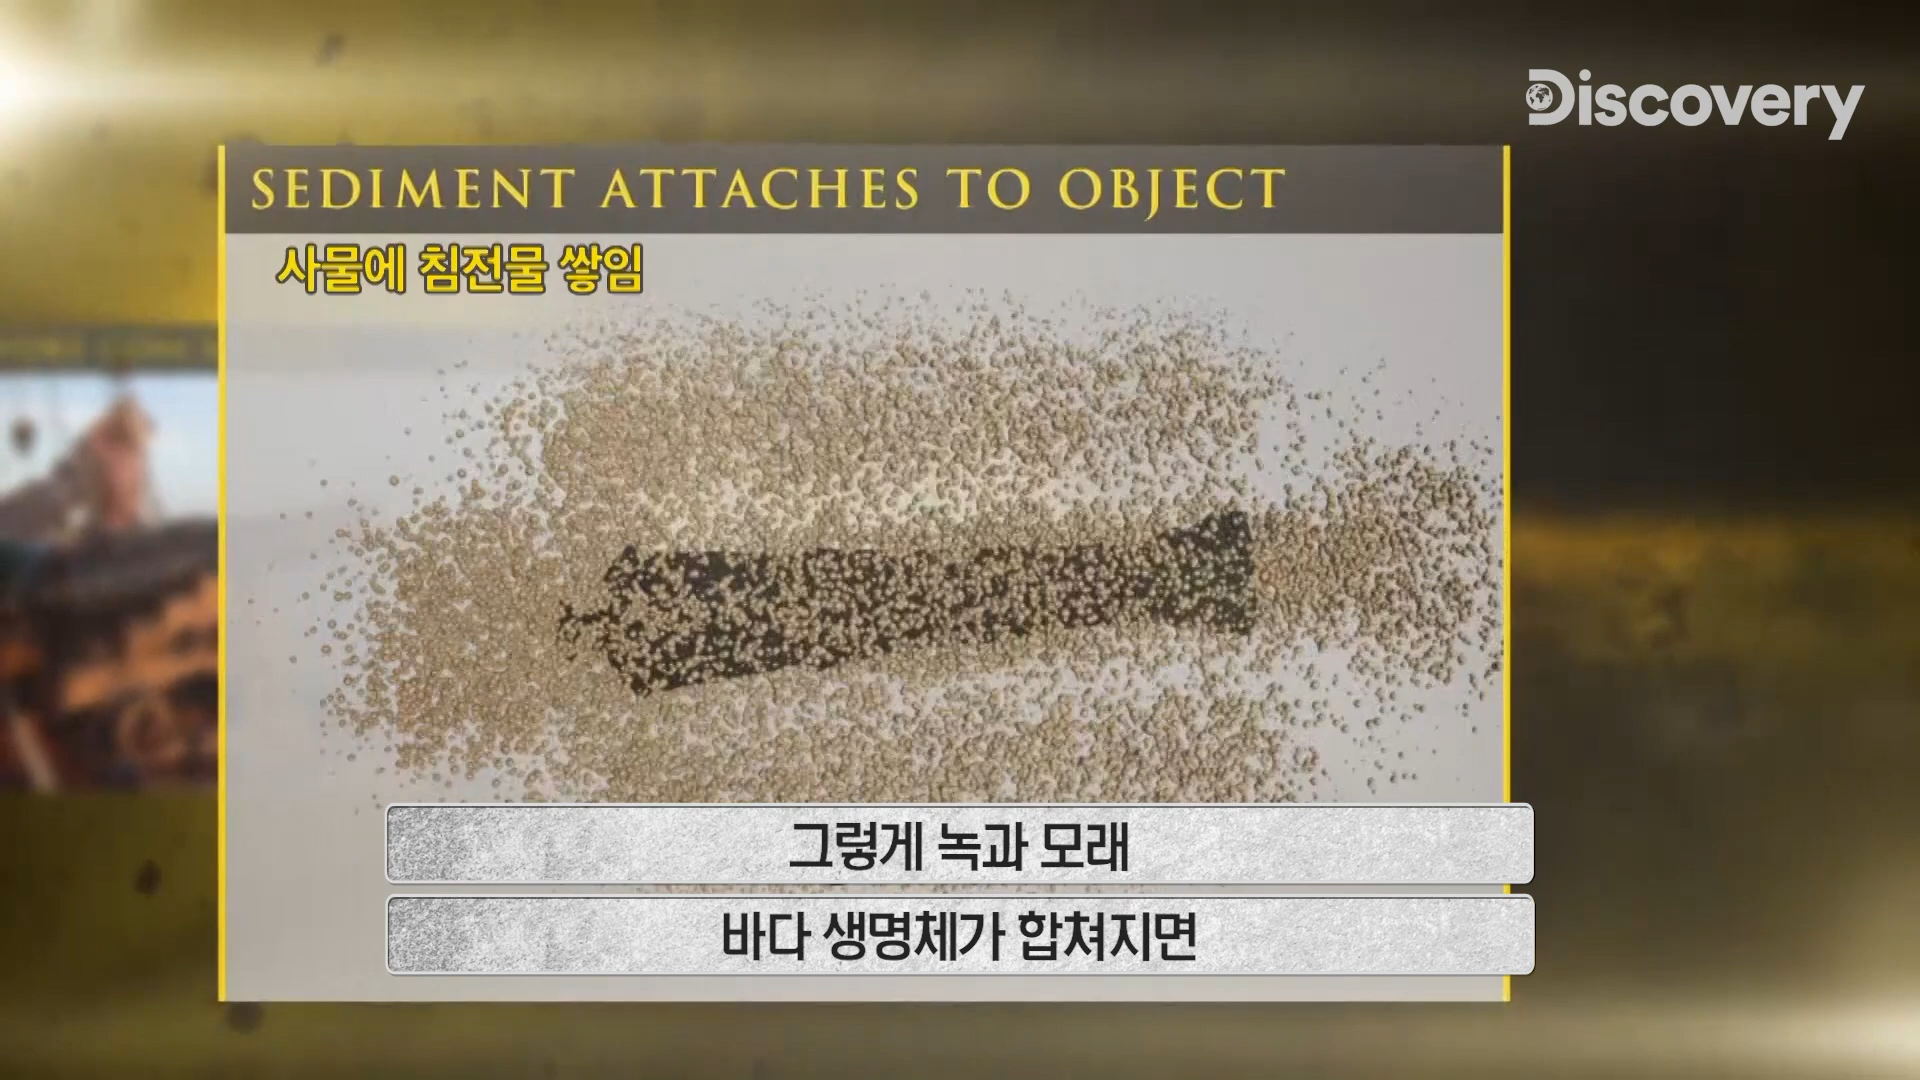 Discovery
SEDIMENT ATTACHES TO OBJECT
사물에 침전물 쌓임
그렇게 녹과 모래
바다 생명체가 합쳐지면